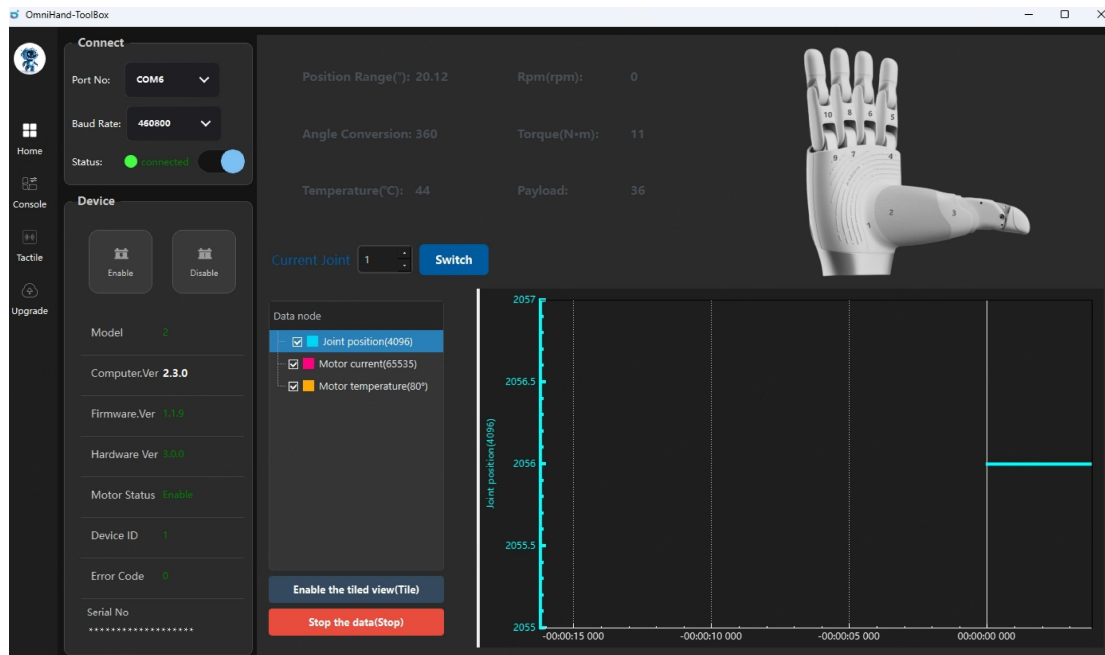 OmniHand-ToolBox
Home
Console
Tactile
Upgrade
Connect
Port No: COM6
Baud Rate: 460800
Status: connected
Device
Enable Disable
Model 2
Computer.Ver 2.3.0
Firmware.Ver 1.1.9
Hardware Ver 3.0.0
Motor Status Enable
Device ID 1
Error Code 0
Serial No
*******************
Position Range(°): 20.12 Rpm(rpm): 0
Angle Conversion: 360 Torque(N•m): 11
Temperature(°C): 44 Payload: 36
10 8 6 5
9 7 4
2 3
1
Current Joint 1 Switch
Data node
Joint position(4096)
Motor current(65535)
Motor temperature(80°)
Enable the tiled view(Tile)
Stop the data(Stop)
Joint position(4096)
2057
2056.5
2056
2055.5
2055
-00:00:15 000 -00:00:10 000 -00:00:05 000 00:00:00 000